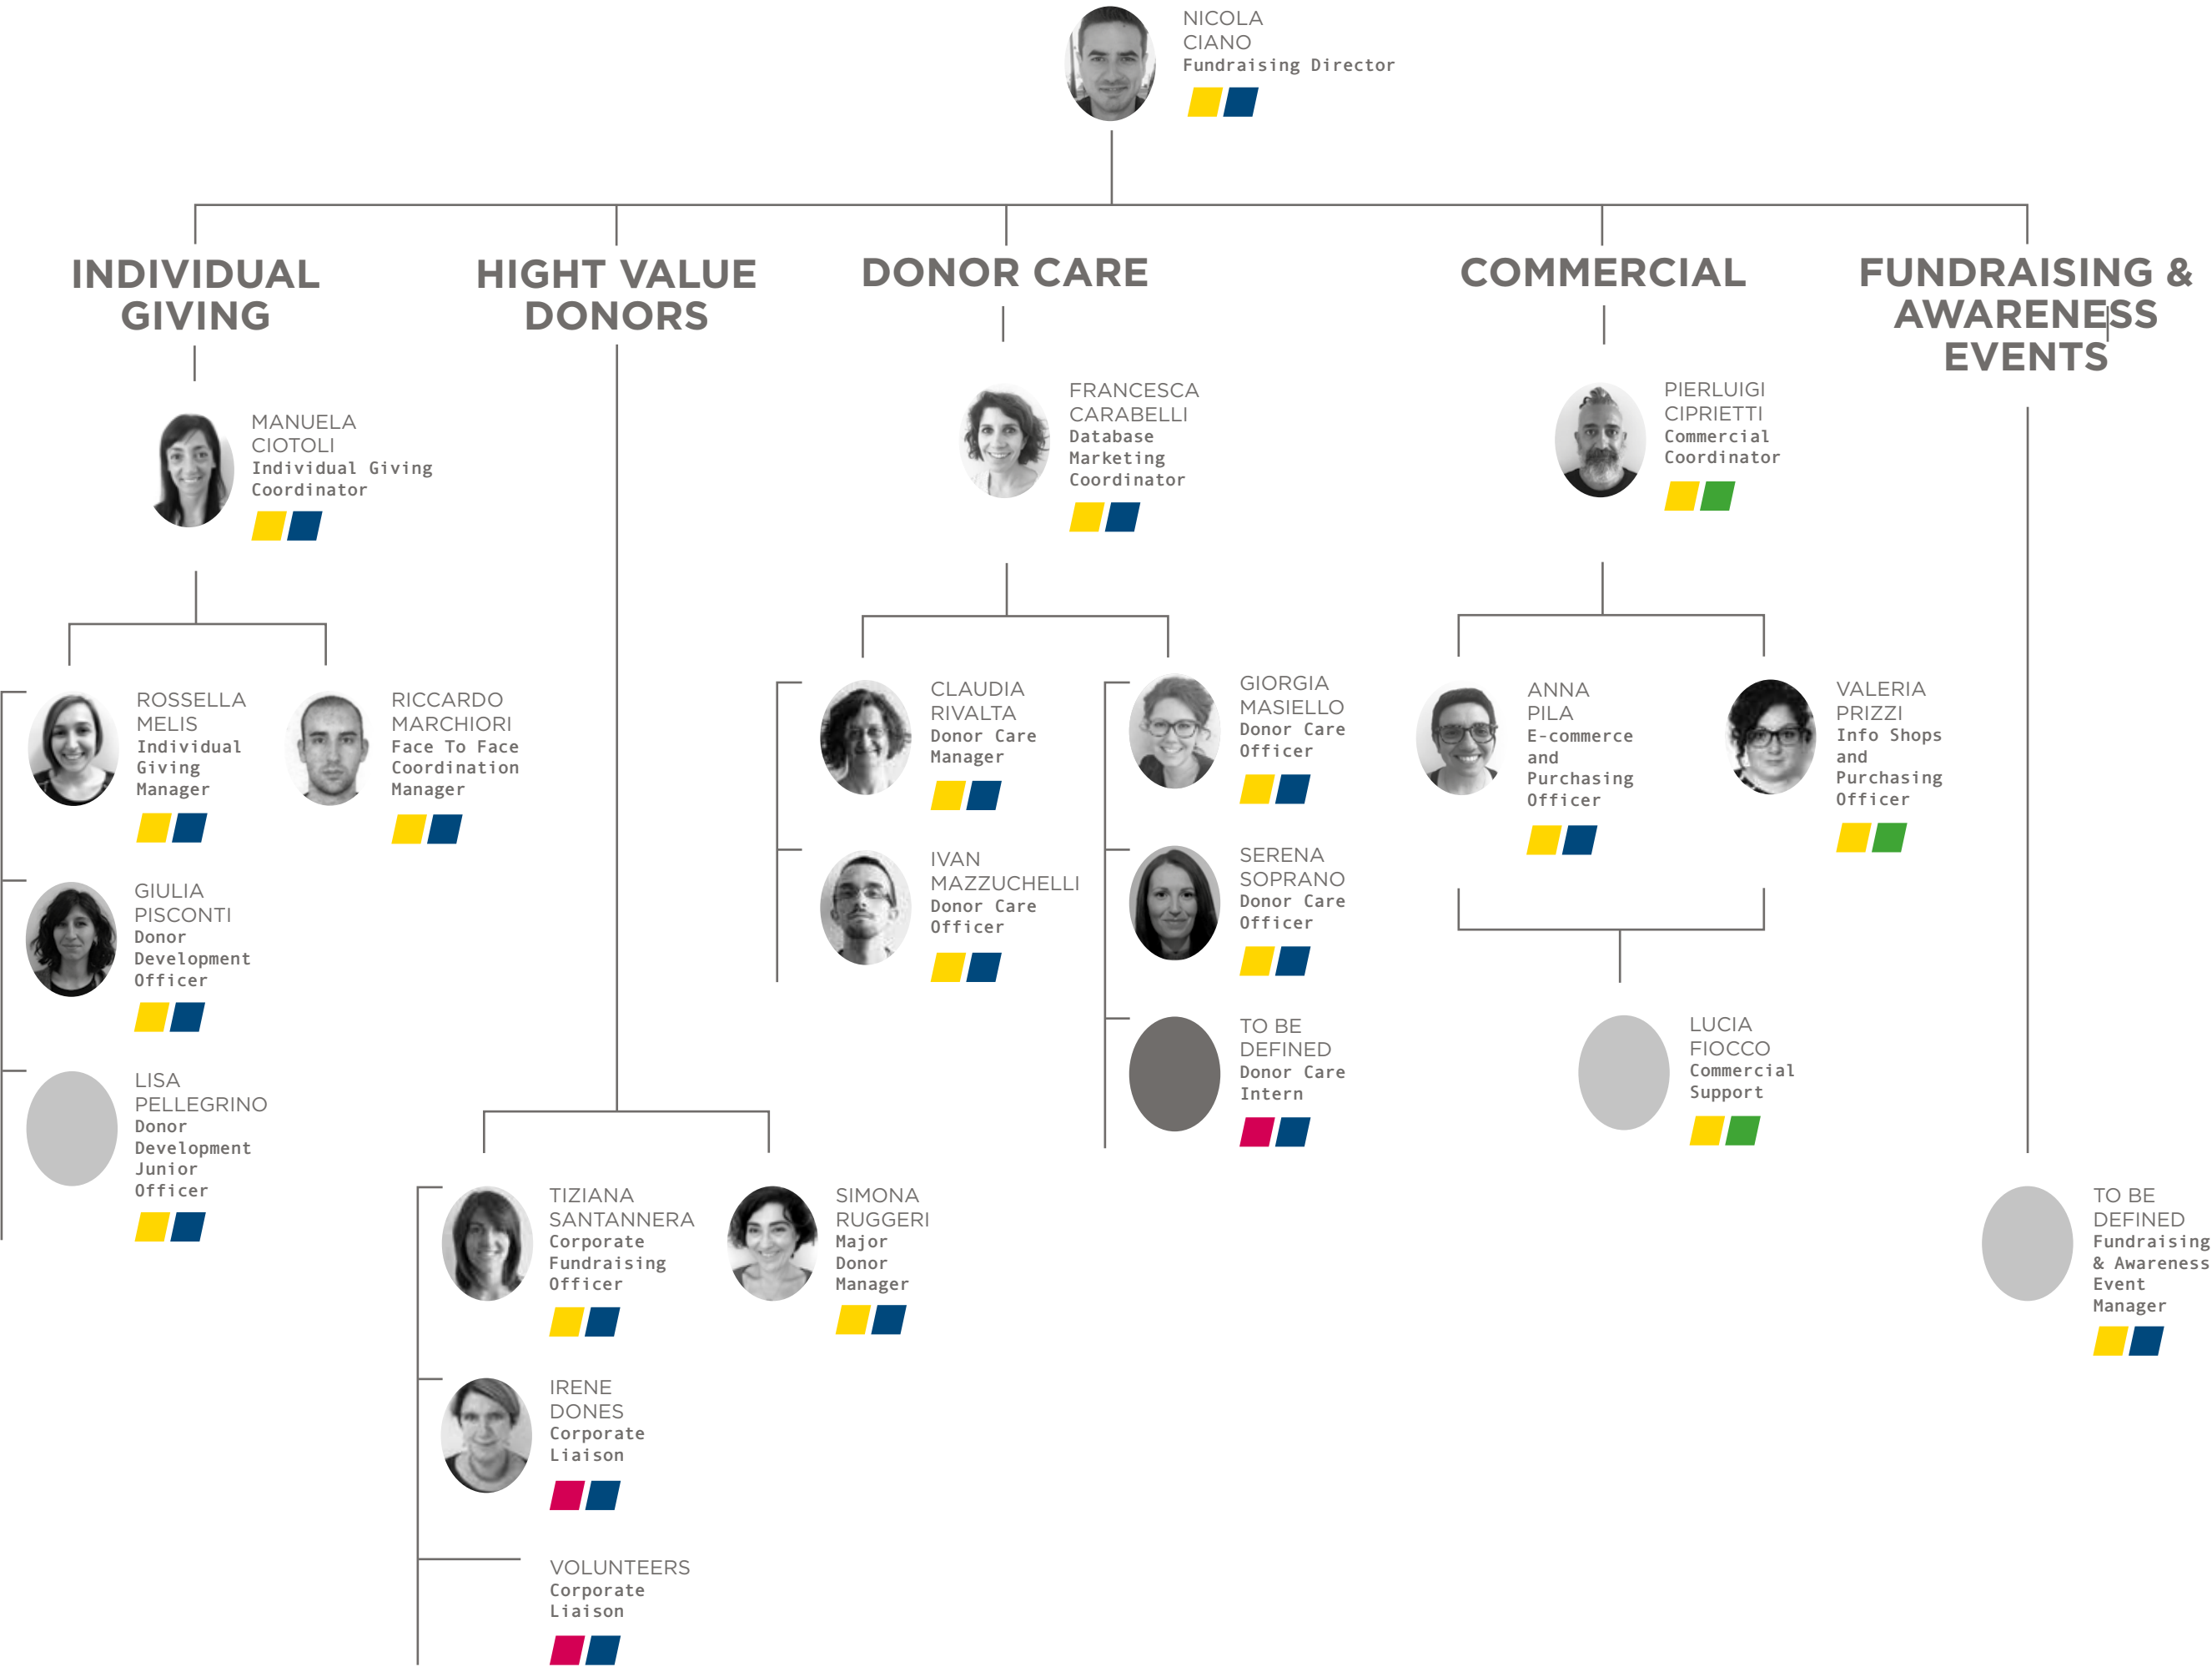 NICOLA
CIANO
Fundraising Director
INDIVIDUAL
GIVING
HIGHT VALUE
DONORS
DONOR CARE
COMMERCIAL
FUNDRAISING &
AWARENESS
EVENTS
MANUELA
CIOTOLI
Individual Giving
Coordinator
FRANCESCA
CARABELLI
Database
Marketing
Coordinator
PIERLUIGI
CIPRIETTI
Commercial
Coordinator
ROSSELLA
MELIS
Individual
Giving
Manager
RICCARDO
MARCHIORI
Face To Face
Coordination
Manager
CLAUDIA
RIVALTA
Donor Care
Manager
GIORGIA
MASIELLO
Donor Care
Officer
ANNA
PILA
E-commerce
and
Purchasing
Officer
VALERIA
PRIZZI
Info Shops
and
Purchasing
Officer
GIULIA
PISCONTI
Donor
Development
Officer
IVAN
MAZZUCHELLI
Donor Care
Officer
SERENA
SOPRANO
Donor Care
Officer
LISA
PELLEGRINO
Donor
Development
Junior
Officer
TO BE
DEFINED
Donor Care
Intern
LUCIA
FIOCCO
Commercial
Support
TIZIANA
SANTANNERA
Corporate
Fundraising
Officer
SIMONA
RUGGERI
Major
Donor
Manager
TO BE
DEFINED
Fundraising
& Awareness
Event
Manager
IRENE
DONES
Corporate
Liaison
VOLUNTEERS
Corporate
Liaison